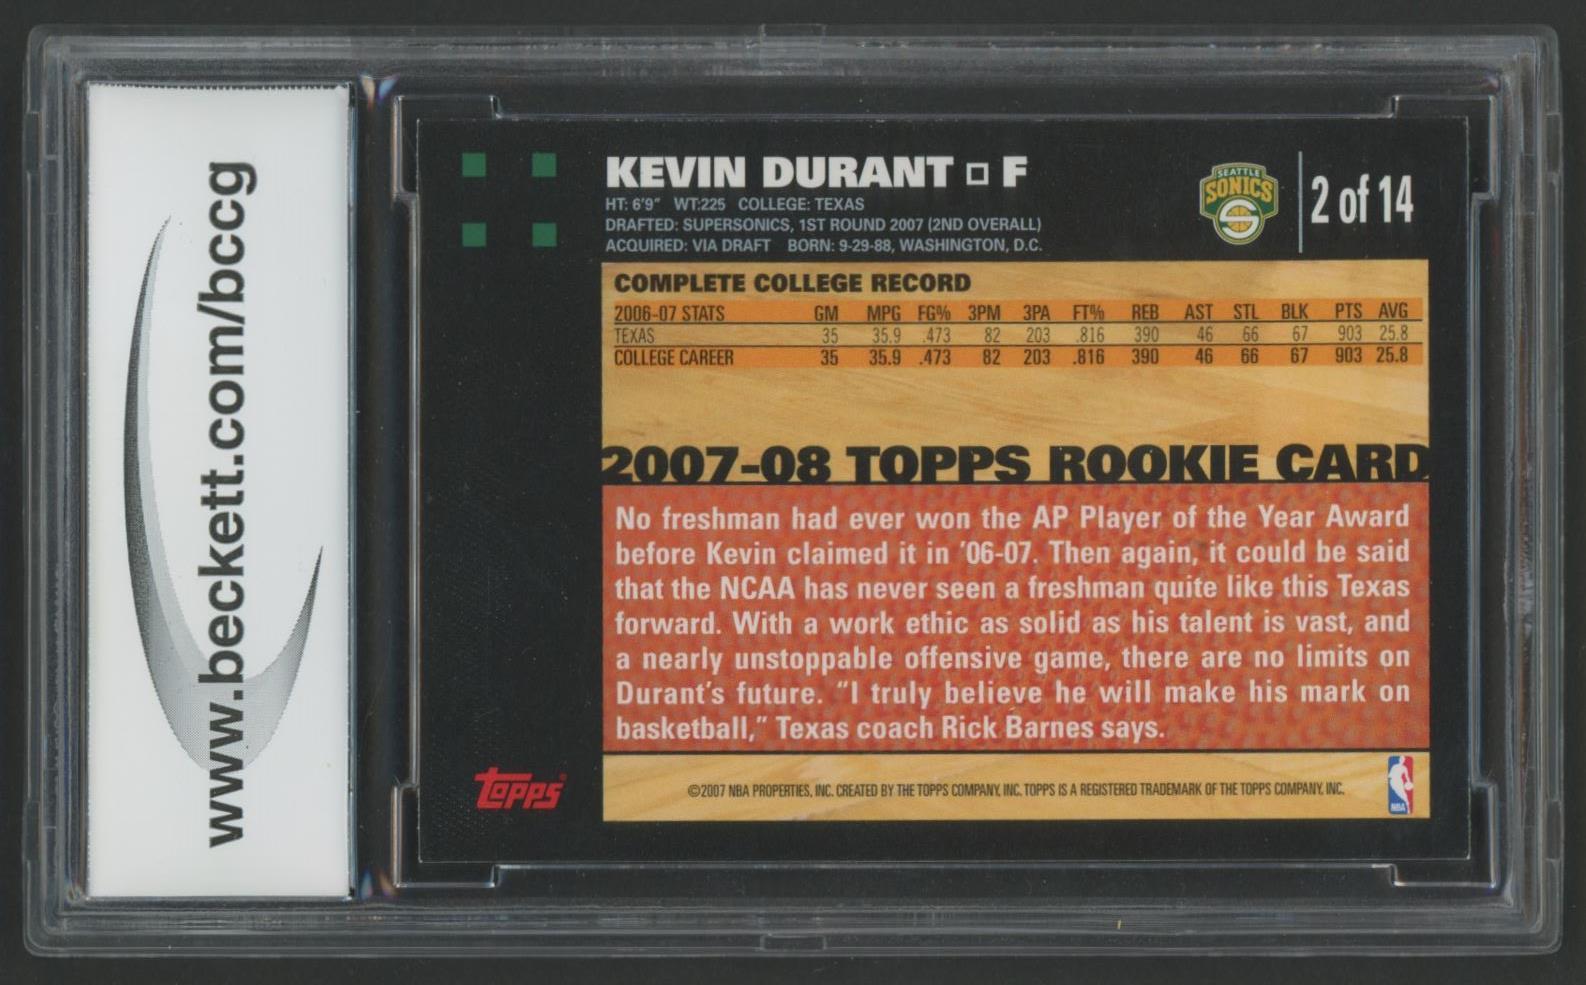 www.beckett.com/bccg
KEVIN DURANT □ F
HT: 6'9" WT:225 COLLEGE: TEXAS
DRAFTED: SUPERSONICS, 1ST ROUND 2007 (2ND OVERALL)
ACQUIRED: VIA DRAFT BORN: 9-29-88, WASHINGTON, D.C.
SEATTLE
SONICS
2 of 14
COMPLETE COLLEGE RECORD
2006-07 STATS GM MPG FG% 3PM 3PA FT% REB AST STL BLK PTS AVG
TEXAS 35 35.9 .473 82 203 .816 390 46 66 67 903 25.8
COLLEGE CAREER 35 35.9 .473 82 203 .816 390 46 66 67 903 25.8
2007-08 TOPPS ROOKIE CARD
No freshman had ever won the AP Player of the Year Award
before Kevin claimed it in '06-07. Then again, it could be said
that the NCAA has never seen a freshman quite like this Texas
forward. With a work ethic as solid as his talent is vast, and
a nearly unstoppable offensive game, there are no limits on
Durant's future. "I truly believe he will make his mark on
basketball," Texas coach Rick Barnes says.
Topps®
©2007 NBA PROPERTIES, INC. CREATED BY THE TOPPS COMPANY, INC. TOPPS IS A REGISTERED TRADEMARK OF THE TOPPS COMPANY, INC.
NBA